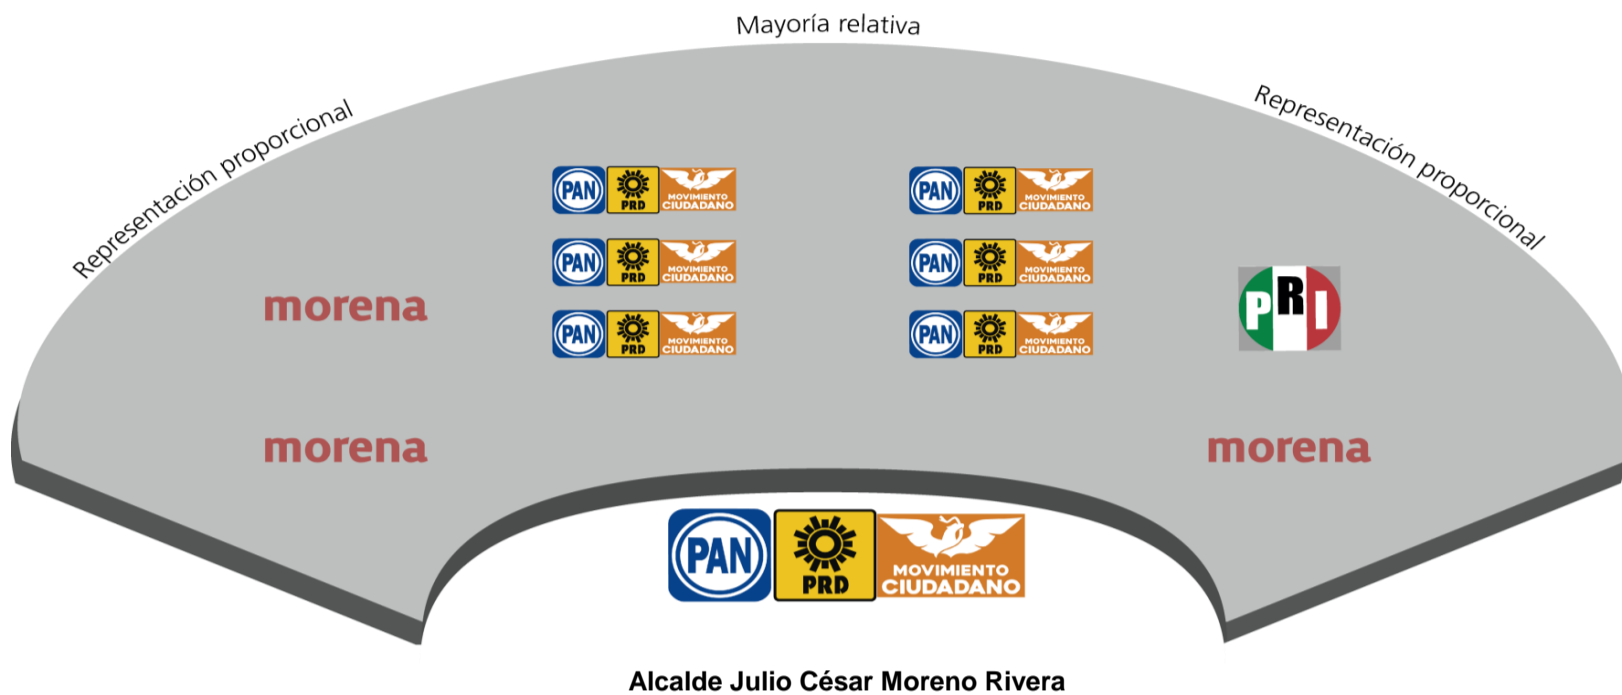 Mayoría relativa
Representación proporcional
Representación proporcional
PAN PRD MOVIMIENTO CIUDADANO
PAN PRD MOVIMIENTO CIUDADANO
PAN PRD MOVIMIENTO CIUDADANO
PAN PRD MOVIMIENTO CIUDADANO
morena
PRI
PAN PRD MOVIMIENTO CIUDADANO
PAN PRD MOVIMIENTO CIUDADANO
morena
morena
PAN PRD MOVIMIENTO CIUDADANO
Alcalde Julio César Moreno Rivera